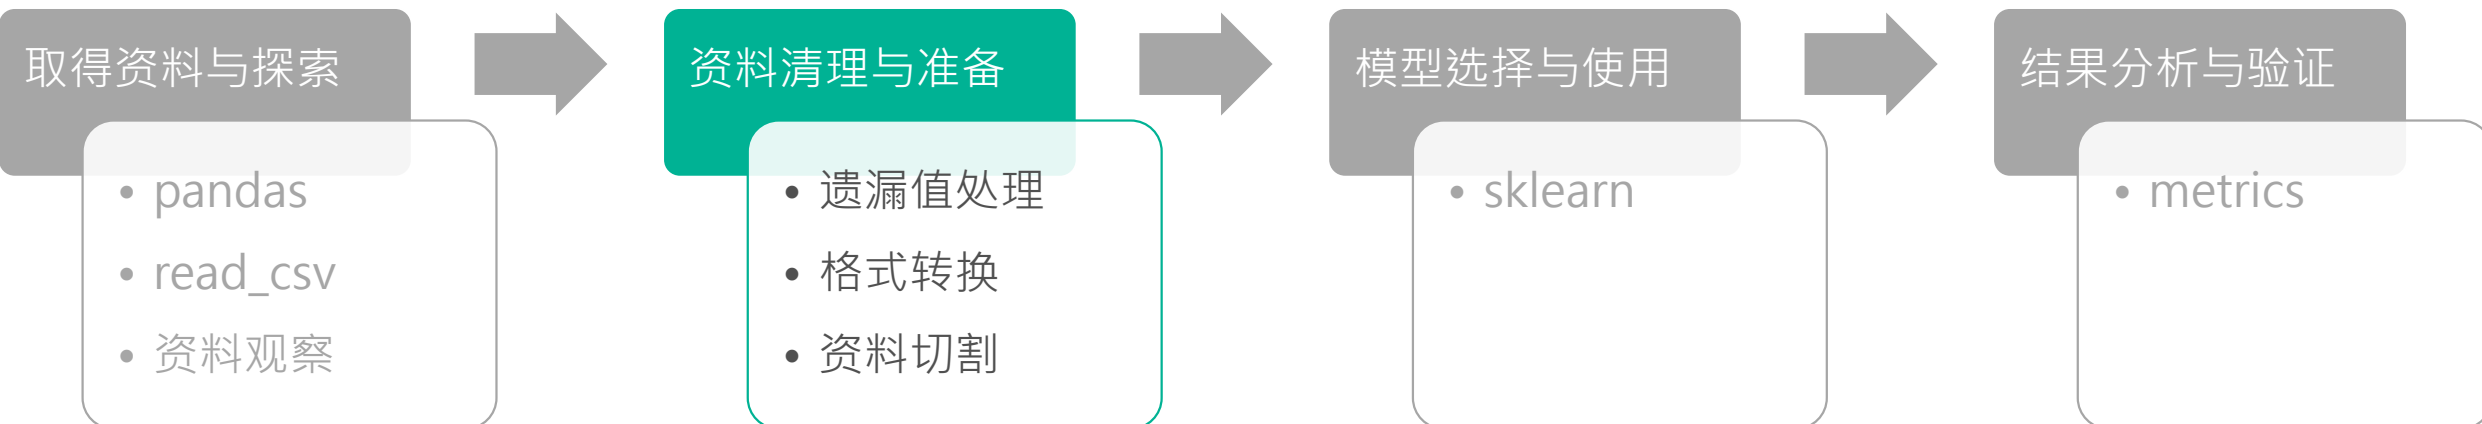 取得资料与探索
• pandas
• read_csv
• 资料观察
资料清理与准备
• 遗漏值处理
• 格式转换
• 资料切割
模型选择与使用
• sklearn
结果分析与验证
• metrics